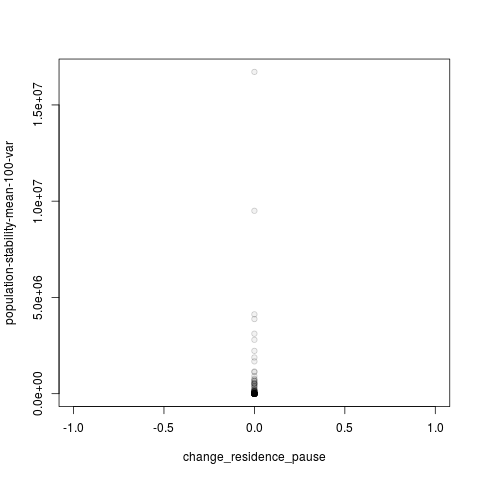 population-stability-mean-100-var
1.5e+07
1.0e+07
5.0e+06
0.0e+00
-1.0
-0.5
0.0
0.5
1.0
change_residence_pause